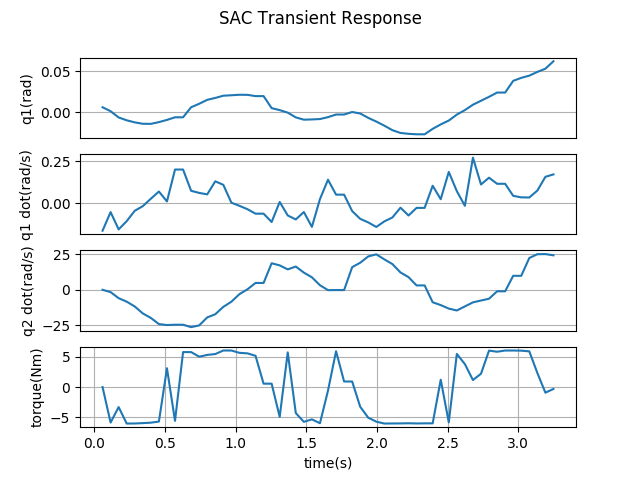 SAC Transient Response
q1(rad)
0.05
0.00
q1 dot(rad/s)
0.25
0.00
q2 dot(rad/s)
25
0
−25
torque(Nm)
5
0
−5
0.0 0.5 1.0 1.5 2.0 2.5 3.0
time(s)